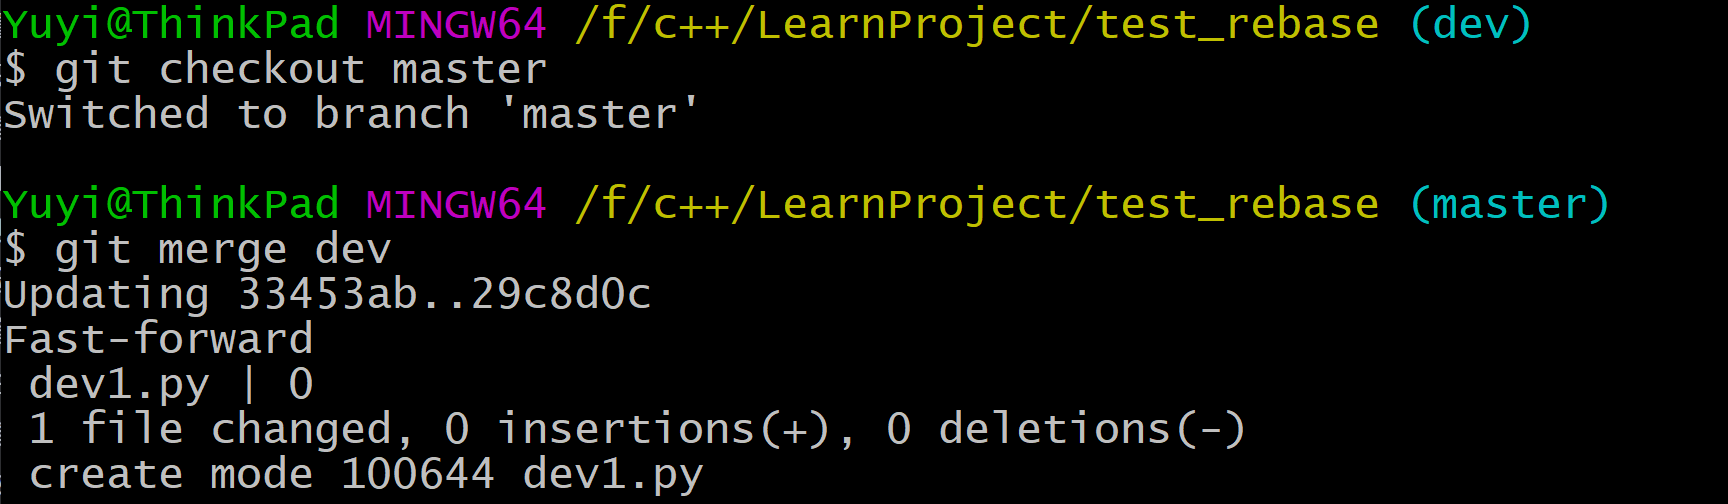 Yuyi@ThinkPad MINGW64 /f/c++/LearnProject/test_rebase (dev)
$ git checkout master
Switched to branch 'master'
Yuyi@ThinkPad MINGW64 /f/c++/LearnProject/test_rebase (master)
$ git merge dev
Updating 33453ab..29c8d0c
Fast-forward
 dev1.py | 0
 1 file changed, 0 insertions(+), 0 deletions(-)
 create mode 100644 dev1.py